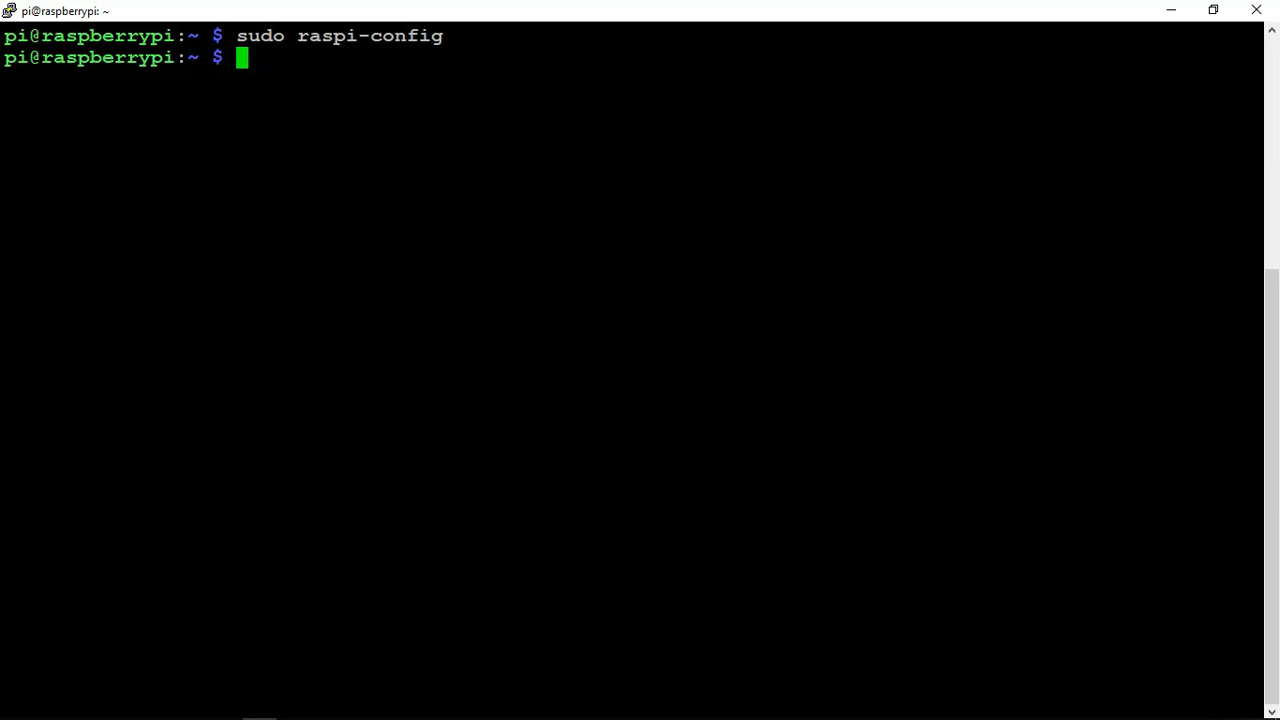 pi@raspberrypi: ~
pi@raspberrypi:~ $ sudo raspi-config
pi@raspberrypi:~ $